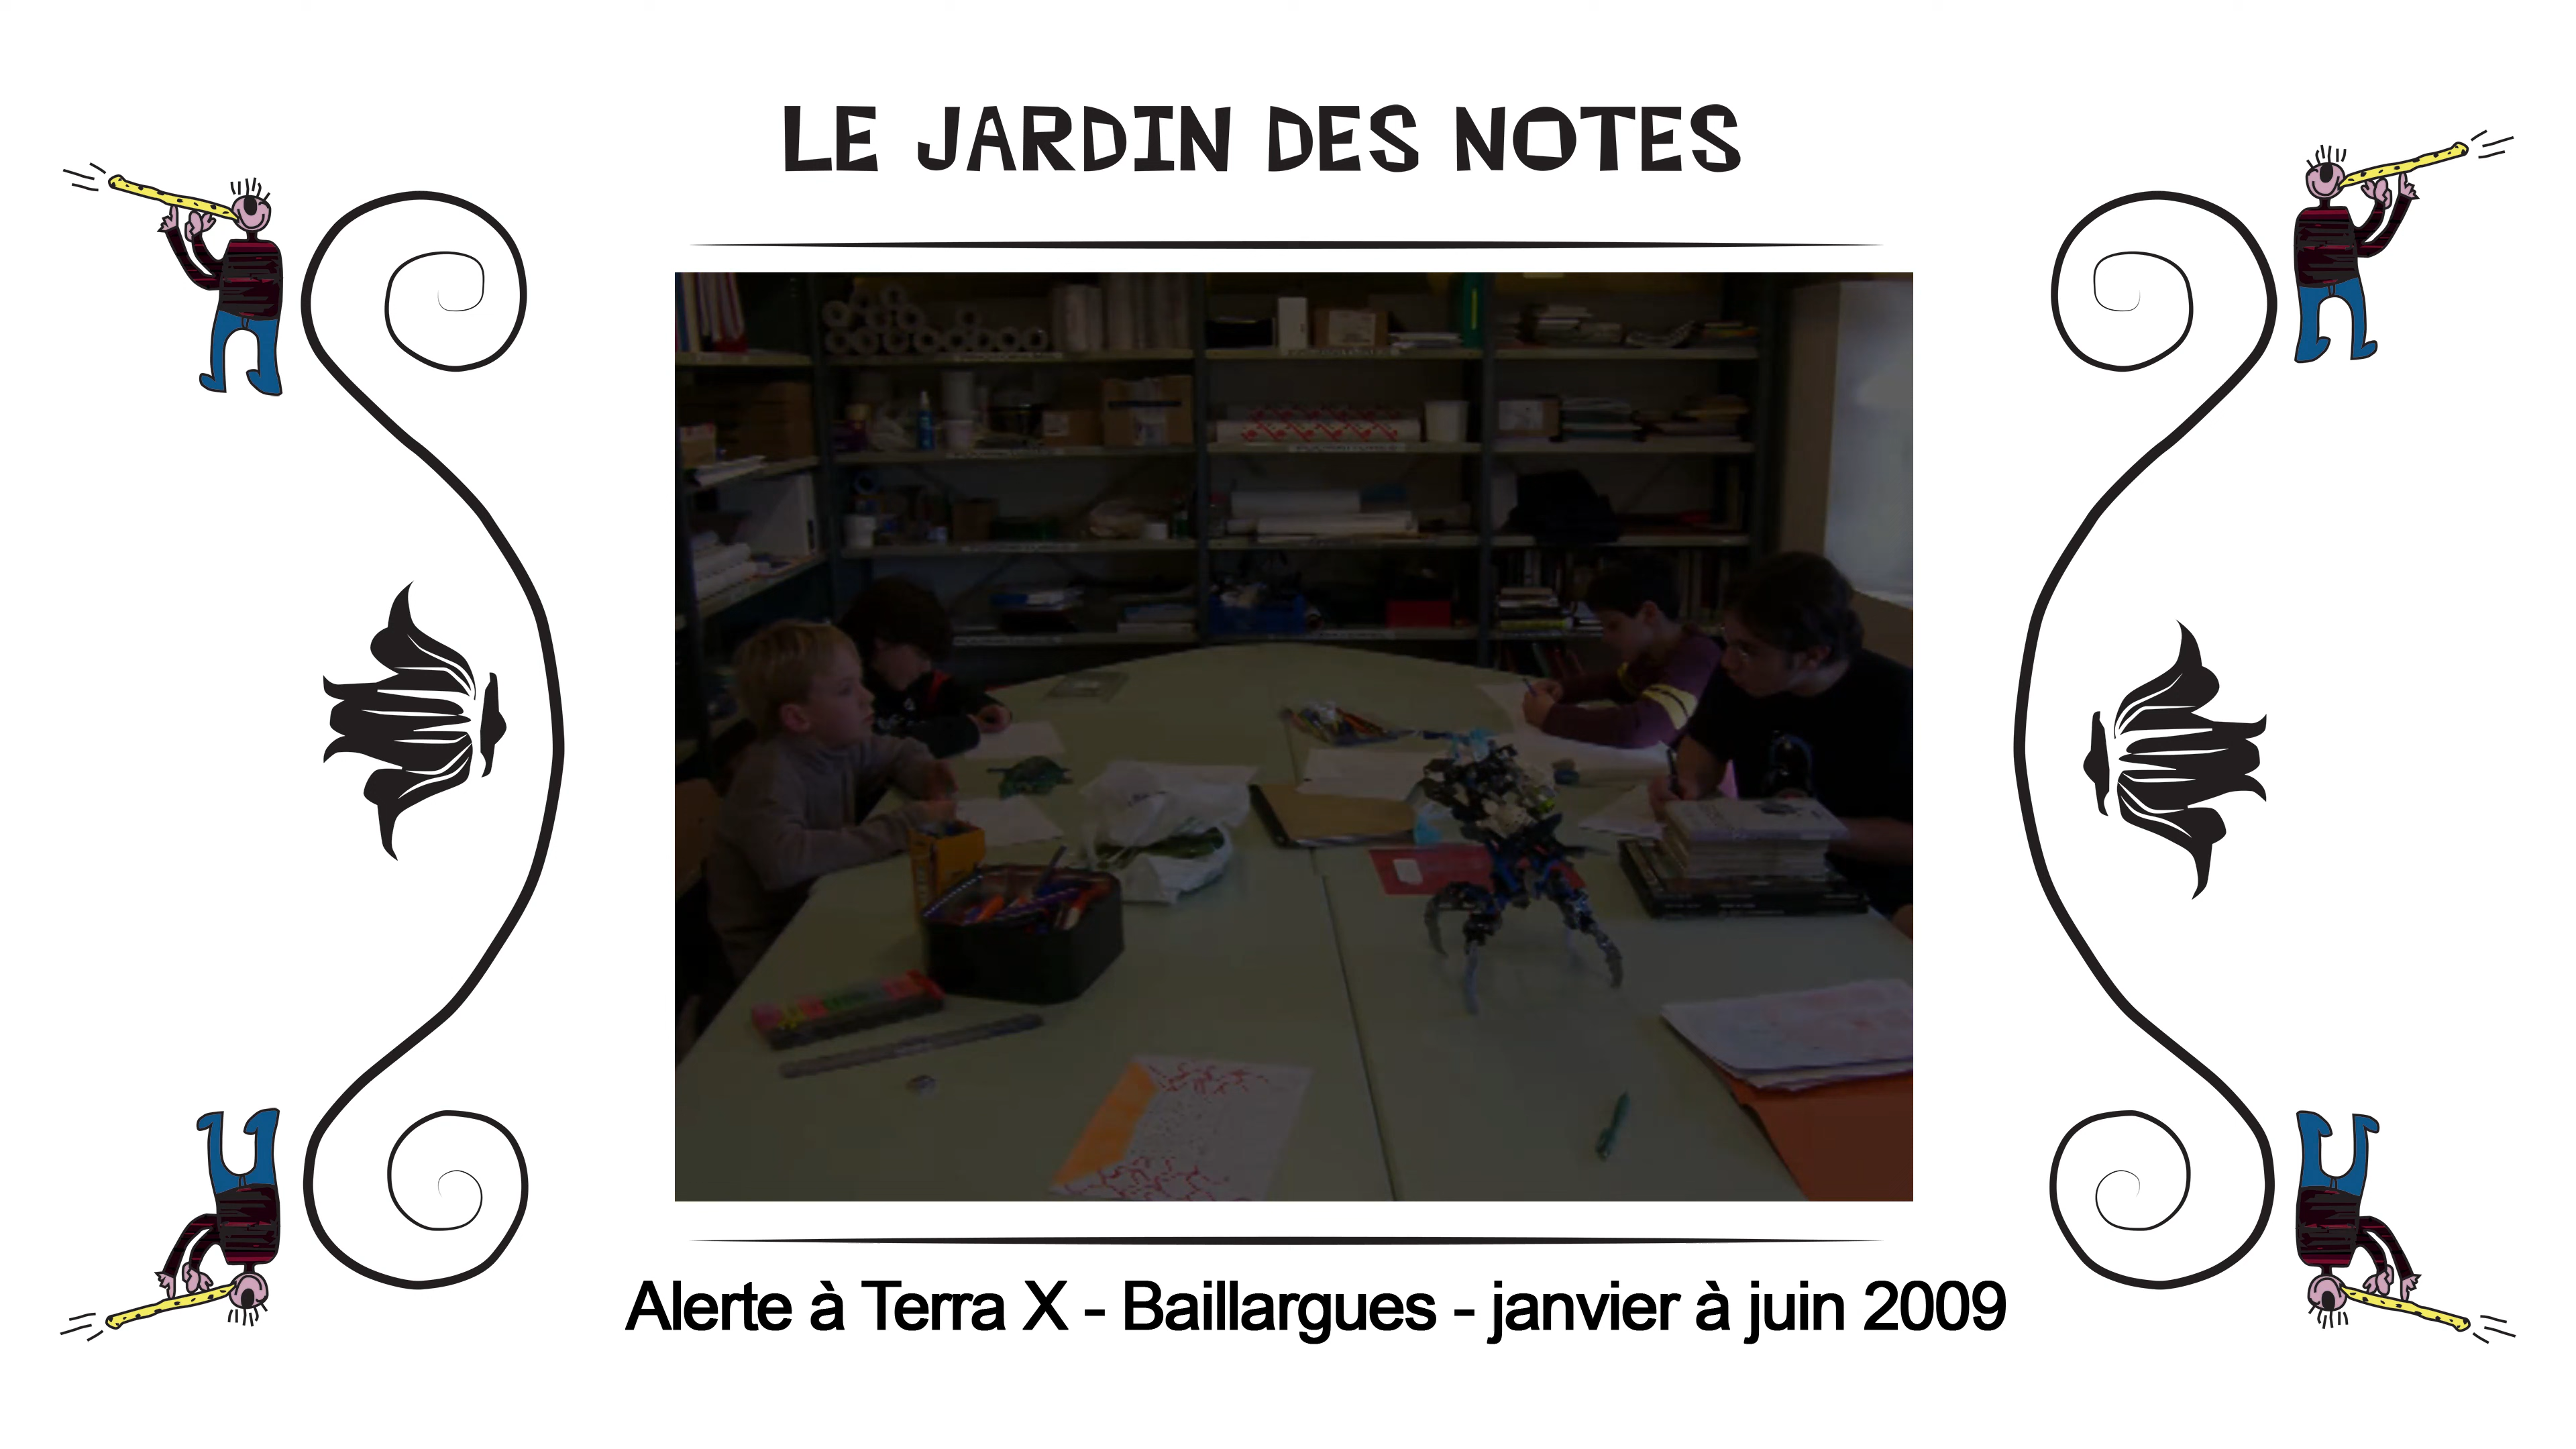 LE JARDIN DES NOTES
Alerte à Terra X - Baillargues - janvier à juin 2009